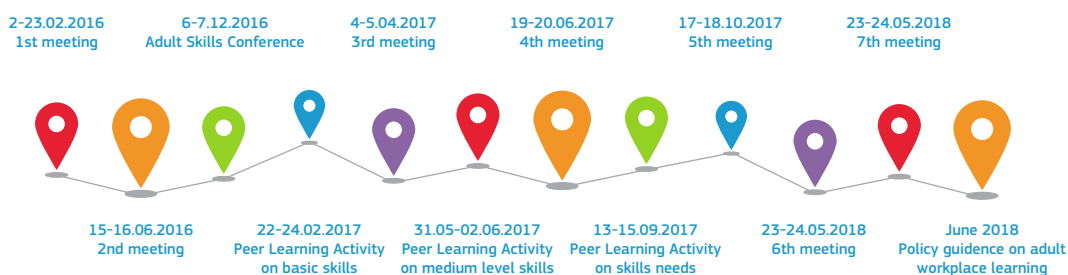 2-23.02.2016
1st meeting
6-7.12.2016
Adult Skills Conference
4-5.04.2017
3rd meeting
19-20.06.2017
4th meeting
17-18.10.2017
5th meeting
23-24.05.2018
7th meeting
15-16.06.2016
2nd meeting
22-24.02.2017
Peer Learning Activity
on basic skills
31.05-02.06.2017
Peer Learning Activity
on medium level skills
13-15.09.2017
Peer Learning Activity
on skills needs
23-24.05.2018
6th meeting
June 2018
Policy guidance on adult
workplace learning